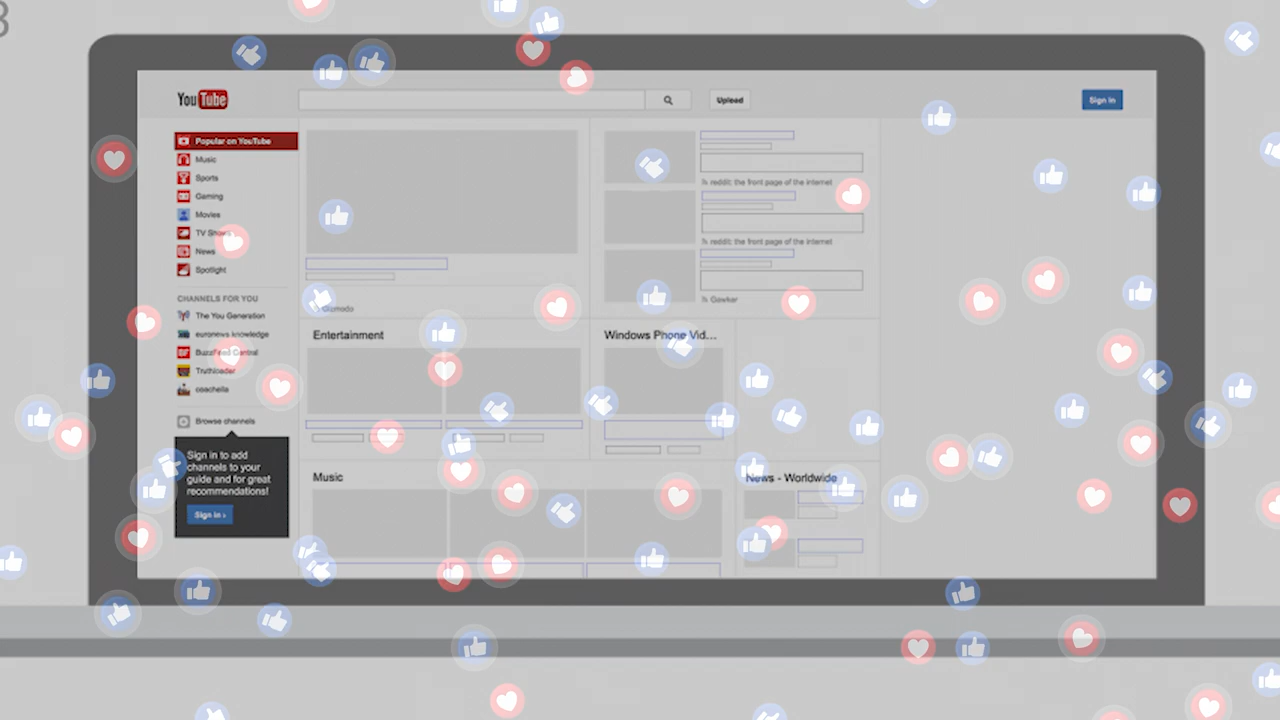 3
YouTube
Upload
Sign in
Popular on YouTube
Music
Sports
Gaming
Movies
TV Shows
News
Spotlight
CHANNELS FOR YOU
The You Generation
euronews knowledge
BuzzFeed Central
Truthloader
coachella
Browse channels
Sign in to add
channels to your
guide and for great
recommendations!
Sign in ›
Gizmodo
reddit: the front page of the internet
reddit: the front page of the internet
Gawker
Entertainment
Windows Phone Vid...
Music
News - Worldwide